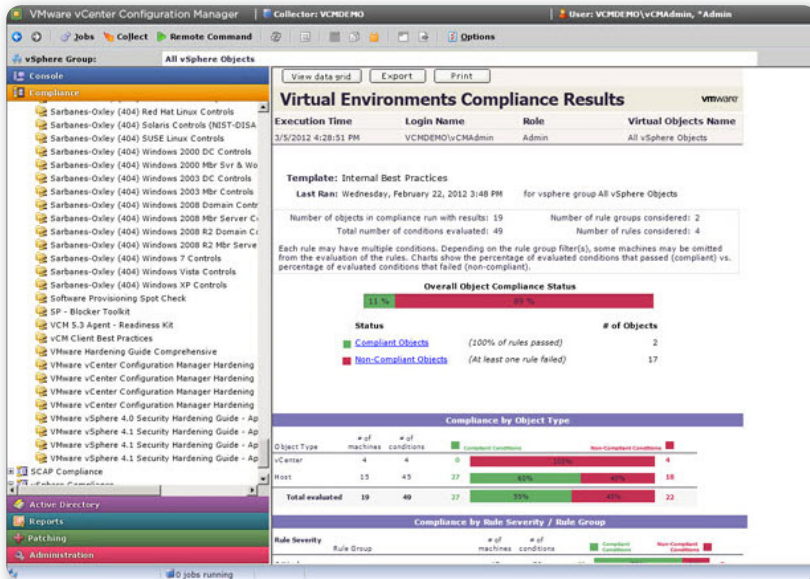 VMware vCenter Configuration Manager
Collector: VCMDEMO
User: VCMDEMO\vCMAdmin, *Admin
Jobs
Collect
Remote Command
Options
vSphere Group:
All vSphere Objects
Console
Compliance
Sarbanes-Oxley (404) Red Hat Linux Controls
Sarbanes-Oxley (404) Solaris Controls (NIST-DISA
Sarbanes-Oxley (404) SUSE Linux Controls
Sarbanes-Oxley (404) Windows 2000 DC Controls
Sarbanes-Oxley (404) Windows 2000 Mbr Svr & Wo
Sarbanes-Oxley (404) Windows 2003 DC Controls
Sarbanes-Oxley (404) Windows 2003 Mbr Controls
Sarbanes-Oxley (404) Windows 2008 Domain Contr
Sarbanes-Oxley (404) Windows 2008 Mbr Server C
Sarbanes-Oxley (404) Windows 2008 R2 Domain C
Sarbanes-Oxley (404) Windows 2008 R2 Mbr Serve
Sarbanes-Oxley (404) Windows 7 Controls
Sarbanes-Oxley (404) Windows Vista Controls
Sarbanes-Oxley (404) Windows XP Controls
Software Provisioning Spot Check
SP - Blocker Toolkit
VCM 5.3 Agent - Readiness Kit
vCM Client Best Practices
VMware Hardening Guide Comprehensive
VMware vCenter Configuration Manager Hardening
VMware vCenter Configuration Manager Hardening
VMware vCenter Configuration Manager Hardening
VMware vCenter Configuration Manager Hardening
VMware vSphere 4.0 Security Hardening Guide - Ap
VMware vSphere 4.1 Security Hardening Guide - Ap
VMware vSphere 4.1 Security Hardening Guide - Ap
VMware vSphere 4.1 Security Hardening Guide - Ap
SCAP Compliance
vSphere Compliance
Active Directory
Reports
Patching
Administration
0 jobs running
View data grid
Export
Print
Virtual Environments Compliance Results
vmware
Execution Time
Login Name
Role
Virtual Objects Name
3/5/2012 4:28:51 PM
VCMDEMO\vCMAdmin
Admin
All vSphere Objects
Template: Internal Best Practices
Last Ran: Wednesday, February 22, 2012 3:48 PM for vsphere group All vSphere Objects
Number of objects in compliance run with results: 19
Number of rule groups considered: 2
Total number of conditions evaluated: 49
Number of rules considered: 4
Each rule may have multiple conditions. Depending on the rule group filter(s), some machines may be omitted
from the evaluation of the rules. Charts show the percentage of evaluated conditions that passed (compliant) vs.
percentage of evaluated conditions that failed (non-compliant).
Overall Object Compliance Status
11 %
89 %
Status
# of Objects
Compliant Objects (100% of rules passed) 2
Non-Compliant Objects (At least one rule failed) 17
Compliance by Object Type
Object Type
# of machines
# of conditions
Compliant Conditions
Non-Compliant Conditions
vCenter 4 4 0 100% 4
Host 15 45 27 60% 40% 18
Total evaluated 19 49 27 55% 45% 22
Compliance by Rule Severity / Rule Group
Rule Severity
Rule Group
# of machines
# of conditions
Compliant Conditions
Non-Compliant Conditions